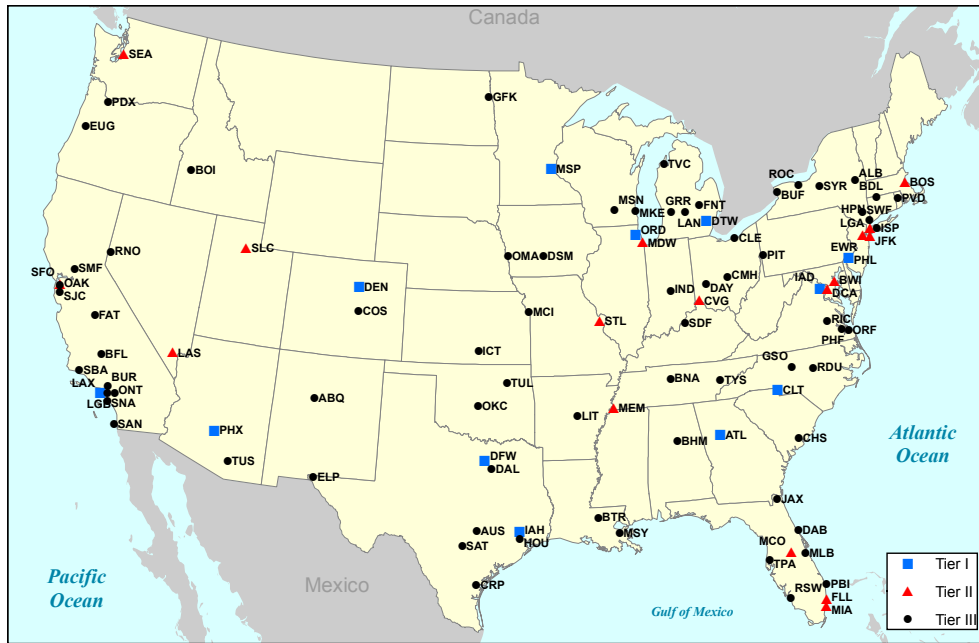 Canada
SEA
PDX
GFK
EUG
BOI
MSP
TVC
ROC
ALB
BDL
BOS
BUF
SYR
PVD
MSN
MKE
GRR
FNT
LAN
DTW
HPN
SWF
LGA
ISP
JFK
ORD
MDW
CLE
EWR
PHL
RNO
SLC
OMA
DSM
PIT
SFO
SMF
OAK
SJC
DEN
IND
DAY
CMH
IAD
BWI
DCA
CVG
FAT
COS
MCI
STL
SDF
RIC
ORF
PHF
BFL
LAS
ICT
GSO
RDU
SBA
LAX
BUR
ONT
LGB
SNA
ABQ
TUL
BNA
TYS
CLT
OKC
LIT
MEM
SAN
PHX
BHM
ATL
CHS
TUS
ELP
DFW
DAL
Atlantic
Ocean
JAX
AUS
IAH
HOU
SAT
BTR
MSY
DAB
MCO
MLB
TPA
Pacific
Ocean
Mexico
CRP
Gulf of Mexico
RSW
PBI
FLL
MIA
Tier I
Tier II
Tier III